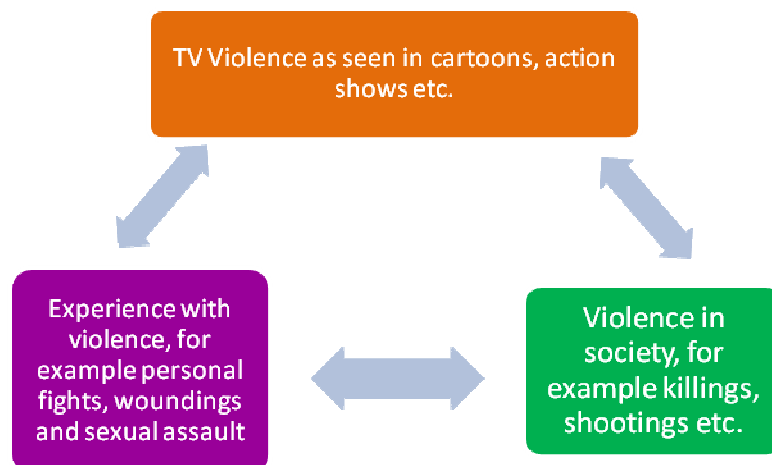 TV Violence as seen in cartoons, action
shows etc.
Experience with
violence, for
example personal
fights, woundings
and sexual assault
Violence in
society, for
example killings,
shootings etc.